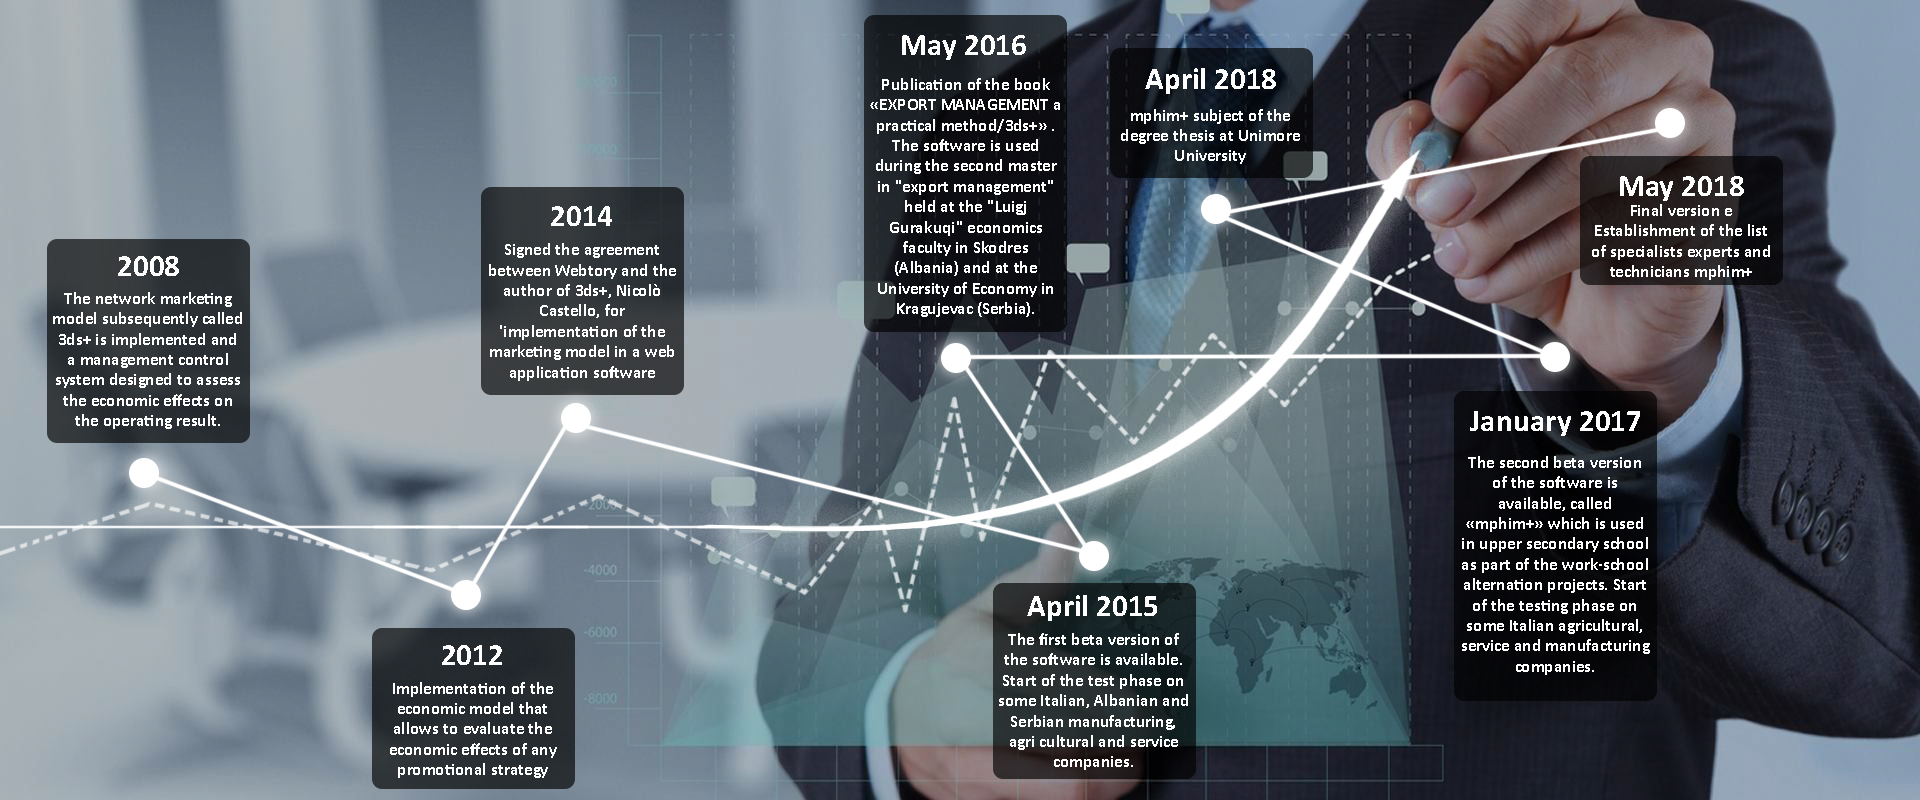 2008
The network marketing
model subsequently called
3ds+ is implemented and
a management control
system designed to assess
the economic effects on
the operating result.
2012
Implementation of the
economic model that
allows to evaluate the
economic effects of any
promotional strategy
2014
Signed the agreement
between Webtory and the
author of 3ds+, Nicolò
Castello, for
'implementation of the
marketing model in a web
application software
April 2015
The first beta version of
the software is available.
Start of the test phase on
some Italian, Albanian and
Serbian manufacturing,
agri cultural and service
companies.
May 2016
Publication of the book
«EXPORT MANAGEMENT a
practical method/3ds+» .
The software is used
during the second master
in "export management"
held at the "Luigj
Gurakuqi" economics
faculty in Skodres
(Albania) and at the
University of Economy in
Kragujevac (Serbia).
January 2017
The second beta version
of the software is
available, called
«mphim+» which is used
in upper secondary school
as part of the work-school
alternation projects. Start
of the testing phase on
some Italian agricultural,
service and manufacturing
companies.
April 2018
mphim+ subject of the
degree thesis at Unimore
University
May 2018
Final version e
Establishment of the list
of specialists experts and
technicians mphim+
-2000
-4000
-6000
-8000